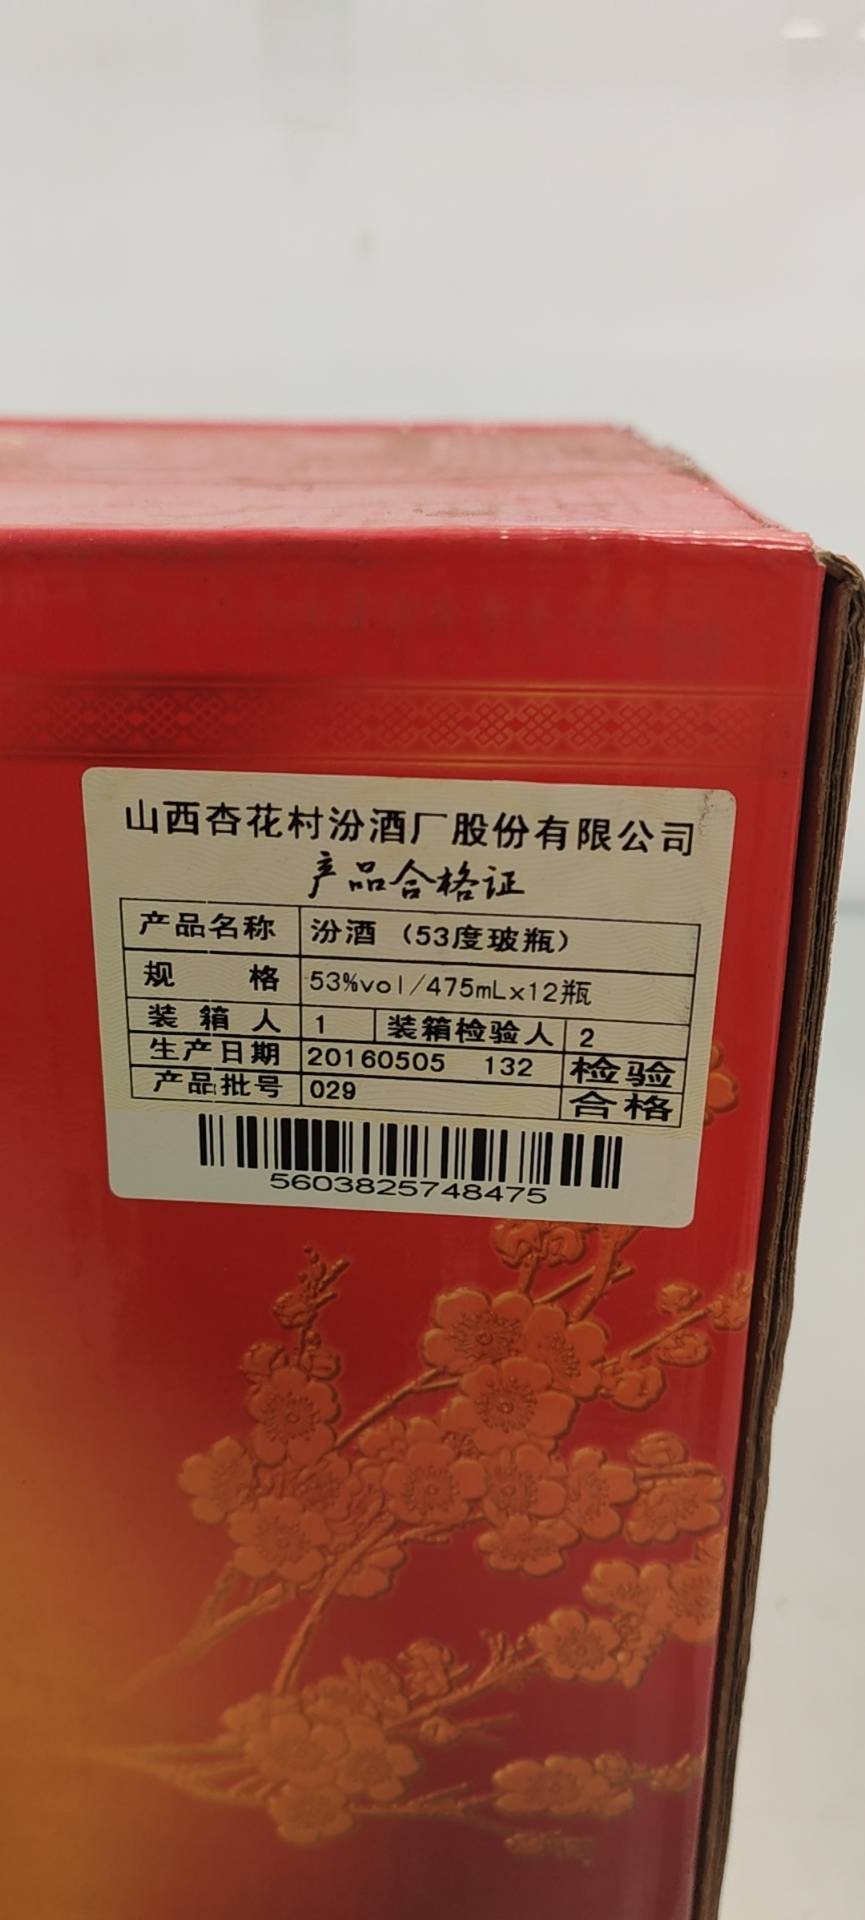 山西杏花村汾酒厂股份有限公司
产品合格证
产品名称 汾酒（53度玻瓶）
规 格 53%vol/475mLx12瓶
装箱人 1 装箱检验人 2
生产日期 20160505 132 检验
产品批号 029 合格
5603825748475